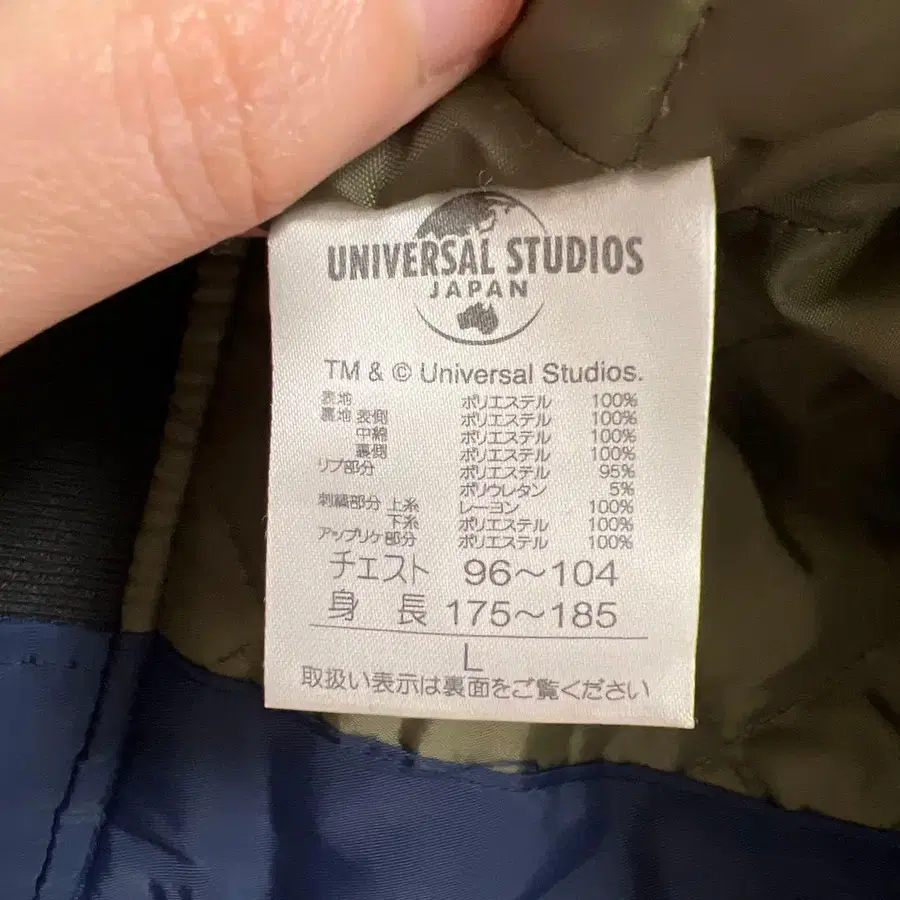 UNIVERSAL STUDIOS
JAPAN
TM & © Universal Studios.
表地 ポリエステル 100%
裏地 表側 ポリエステル 100%
中綿 ポリエステル 100%
裏側 ポリエステル 100%
リブ部分 ポリエステル 95%
ポリウレタン 5%
刺繍部分 上糸 レーヨン 100%
下糸 ポリエステル 100%
アップリケ部分 ポリエステル 100%
チェスト 96～104
身長 175～185
L
取扱い表示は裏面をご覧ください